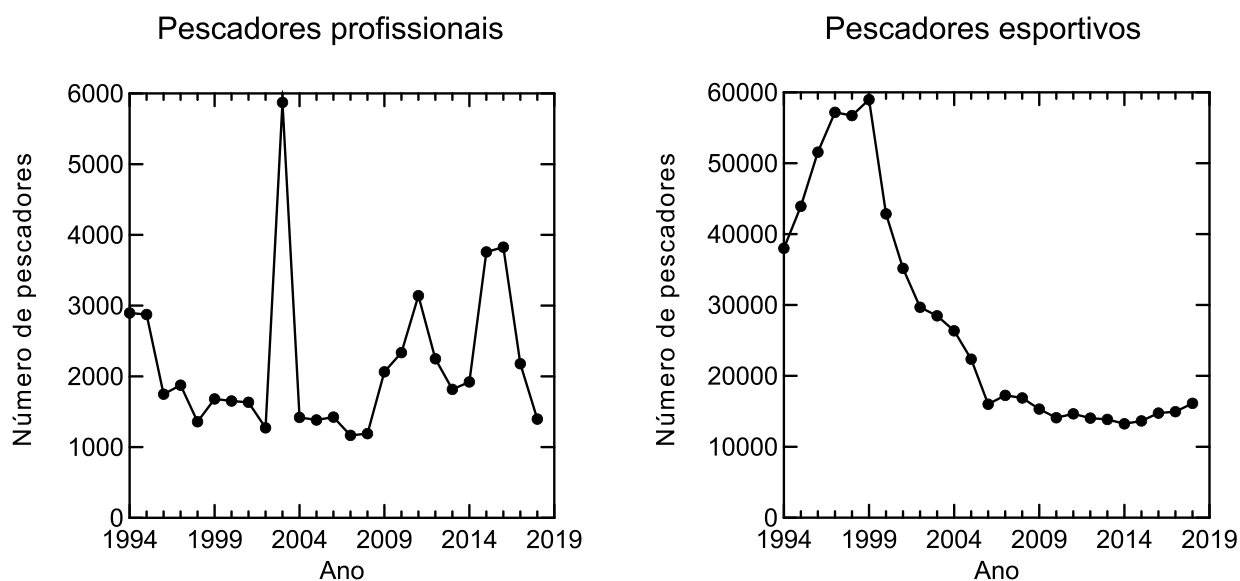 Pescadores profissionais
Número de pescadores
6000
5000
4000
3000
2000
1000
0
1994 1999 2004 2009 2014 2019
Ano
Pescadores esportivos
Número de pescadores
60000
50000
40000
30000
20000
10000
0
1994 1999 2004 2009 2014 2019
Ano